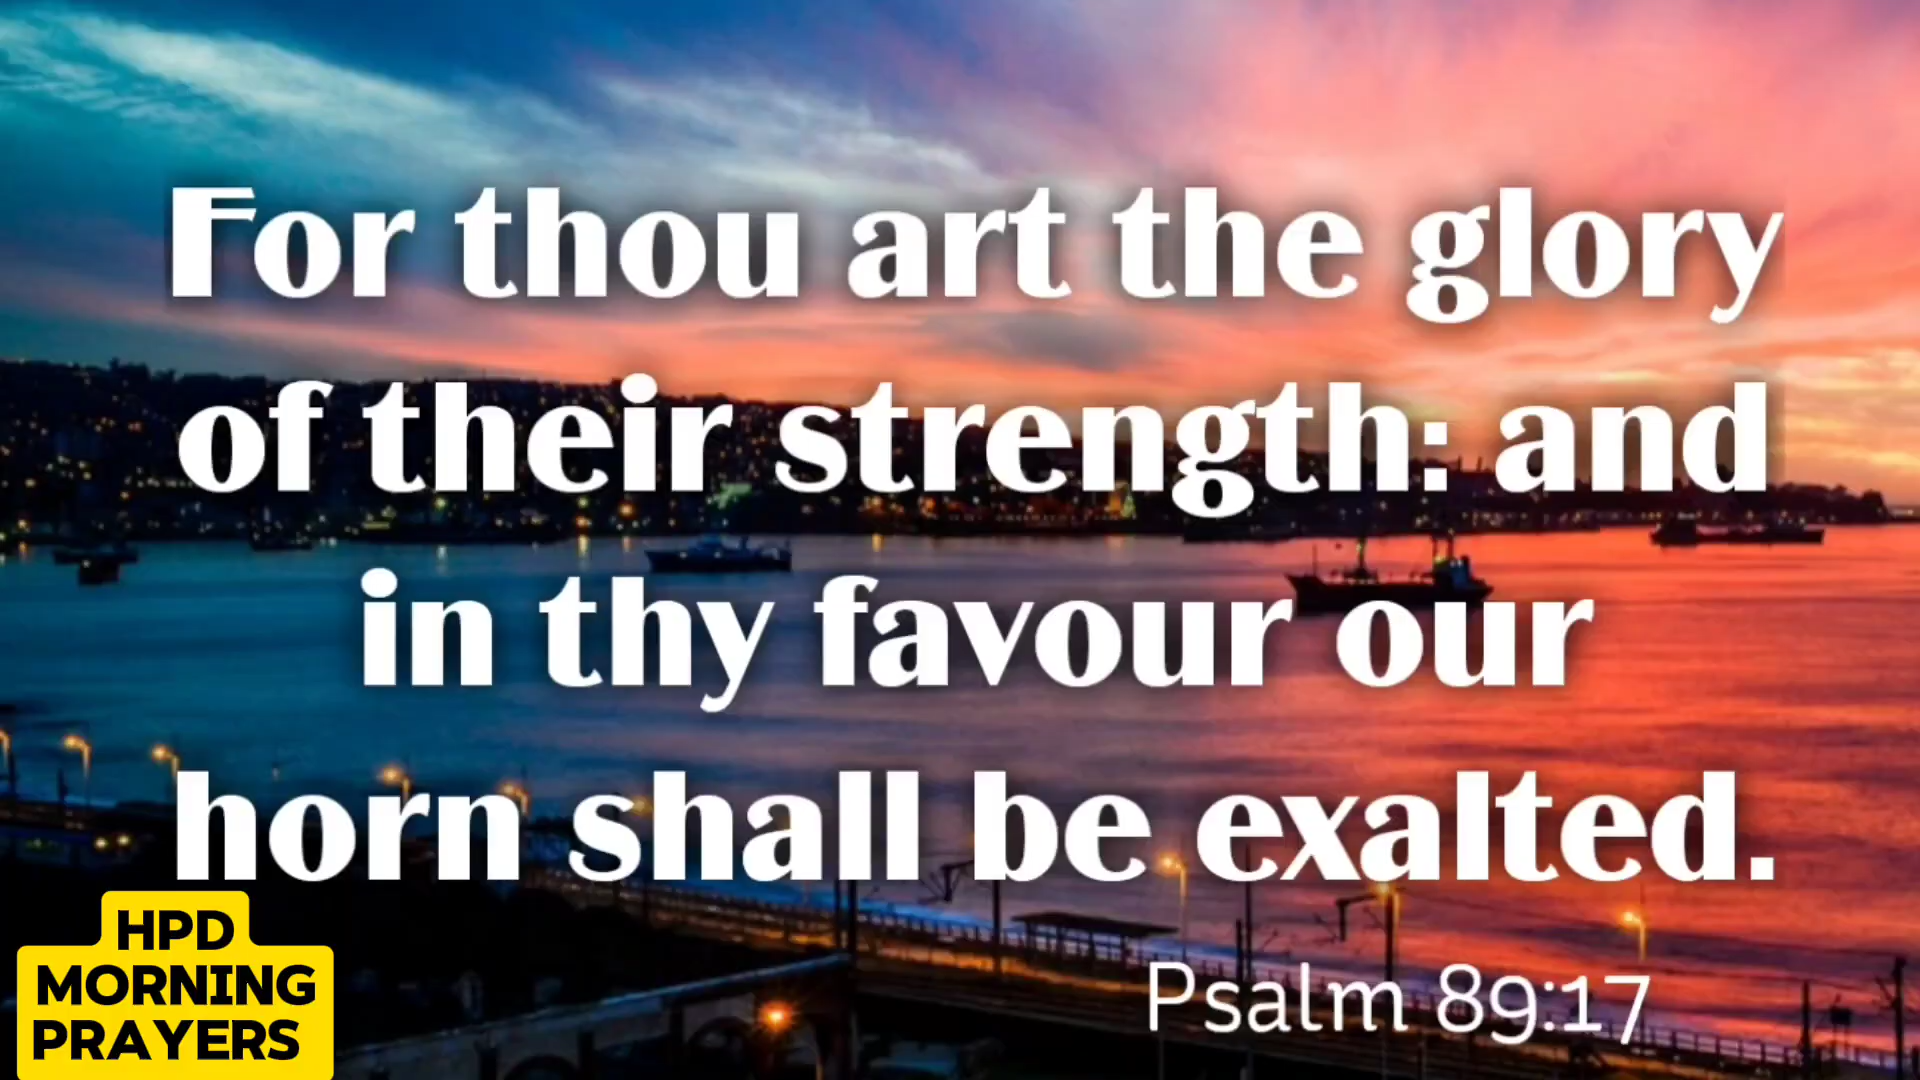 For thou art the glory
of their strength: and
in thy favour our
horn shall be exalted.
Psalm 89:17
HPD
MORNING
PRAYERS